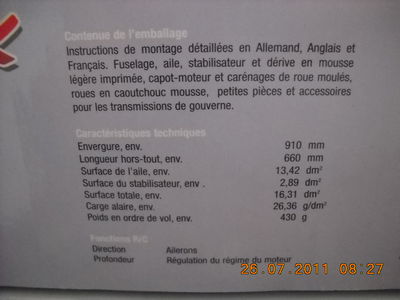 Contenue de l'emballage
Instructions de montage détaillées en Allemand, Anglais et
Français. Fuselage, aile, stabilisateur et dérive en mousse
légère imprimée, capot-moteur et carénages de roue moulés,
roues en caoutchouc mousse, petites pièces et accessoires
pour les transmissions de gouverne.
Caractéristiques techniques
Envergure, env. 910 mm
Longueur hors-tout, env. 660 mm
Surface de l'aile, env. 13,42 dm²
Surface du stabilisateur, env . 2,89 dm²
Surface totale, env. 16,31 dm²
Carge alaire, env. 26,36 g/dm²
Poids en ordre de vol, env. 430 g
Fonctions R/C
Direction Ailerons
Profondeur Régulation du régime du moteur
26.07.2011 08:27